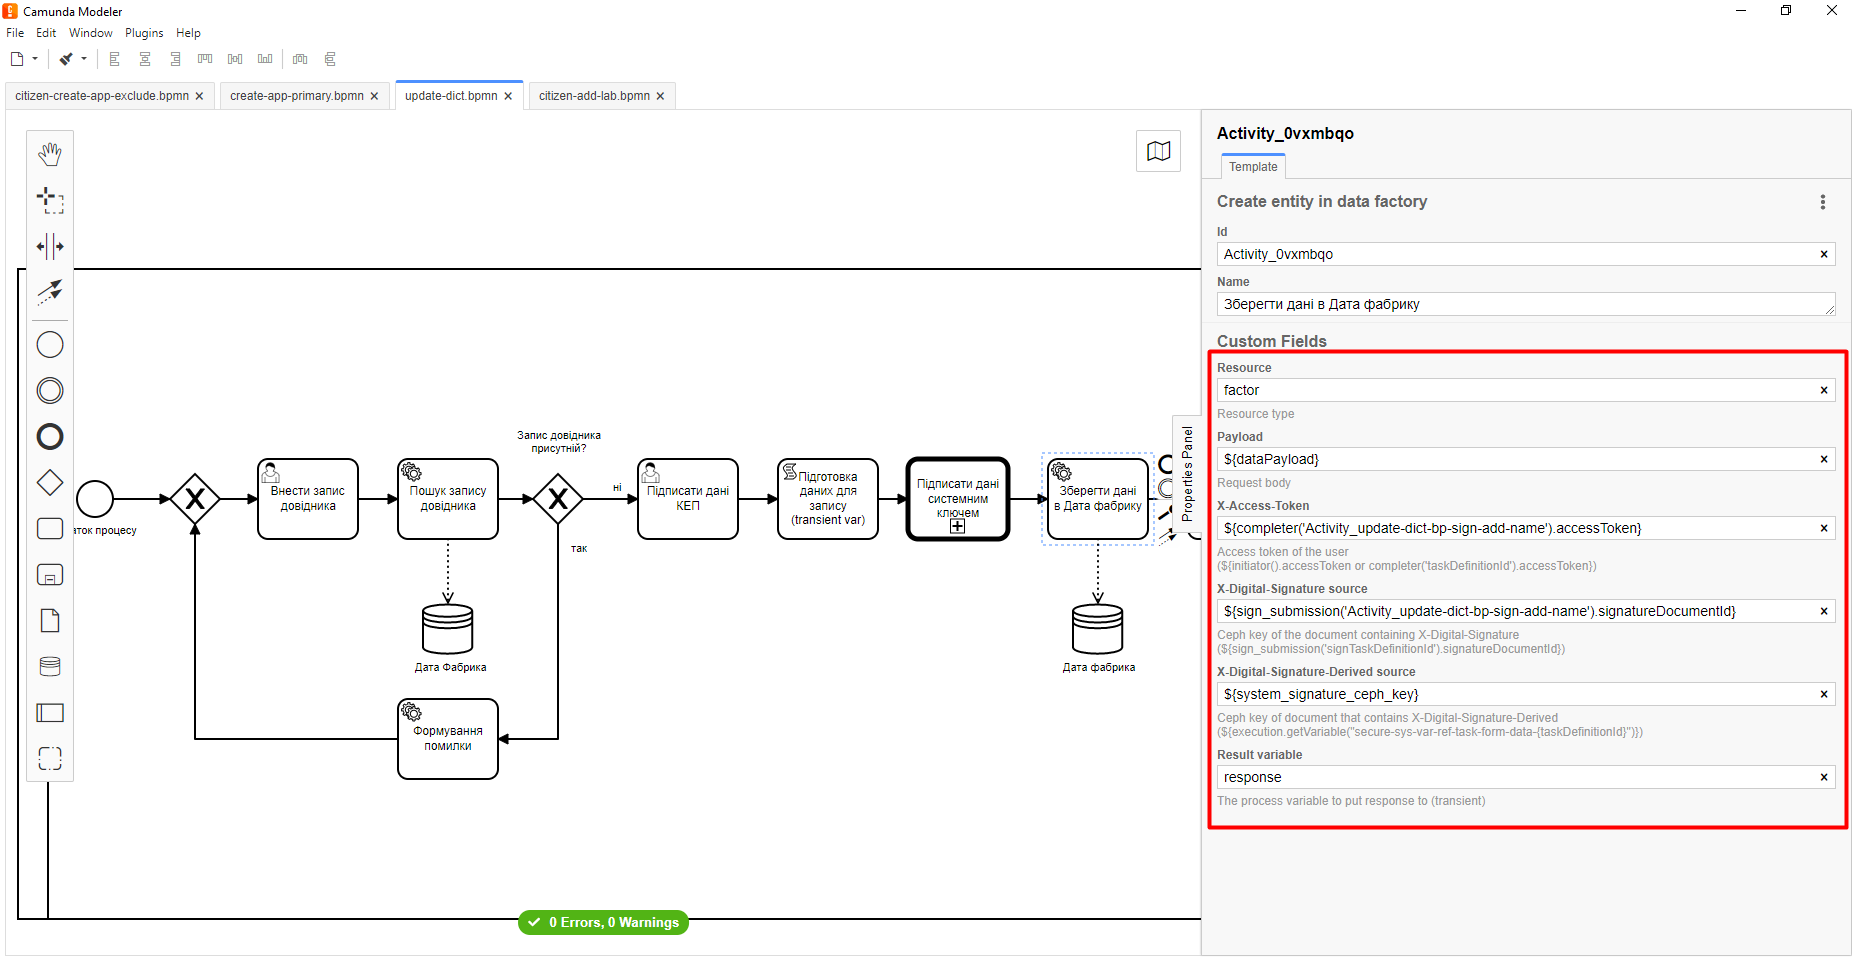 Camunda Modeler
File Edit Window Plugins Help
citizen-create-app-exclude.bpmn × create-app-primary.bpmn × update-dict.bpmn × citizen-add-lab.bpmn ×
Запис довідника
присутній?
Внести запис
довідника
Пошук запису
довідника
ні
Підписати дані
КЕП
Підготовка
даних для
запису
(transient var)
Підписати дані
системним
ключем
Зберегти дані
в Дата фабрику
аток процесу
так
Дата Фабрика
Дата фабрика
Формування
помилки
0 Errors, 0 Warnings
Properties Panel
Activity_0vxmbqo
Template
Create entity in data factory
Id
Activity_0vxmbqo
Name
Зберегти дані в Дата фабрику
Custom Fields
Resource
factor
Resource type
Payload
${dataPayload}
Request body
X-Access-Token
${completer('Activity_update-dict-bp-sign-add-name').accessToken}
Access token of the user
(${initiator().accessToken or completer('taskDefinitionId').accessToken})
X-Digital-Signature source
${sign_submission('Activity_update-dict-bp-sign-add-name').signatureDocumentId}
Ceph key of the document containing X-Digital-Signature
(${sign_submission('signTaskDefinitionId').signatureDocumentId})
X-Digital-Signature-Derived source
${system_signature_ceph_key}
Ceph key of document that contains X-Digital-Signature-Derived
(${execution.getVariable("secure-sys-var-ref-task-form-data-{taskDefinitionId}")})
Result variable
response
The process variable to put response to (transient)